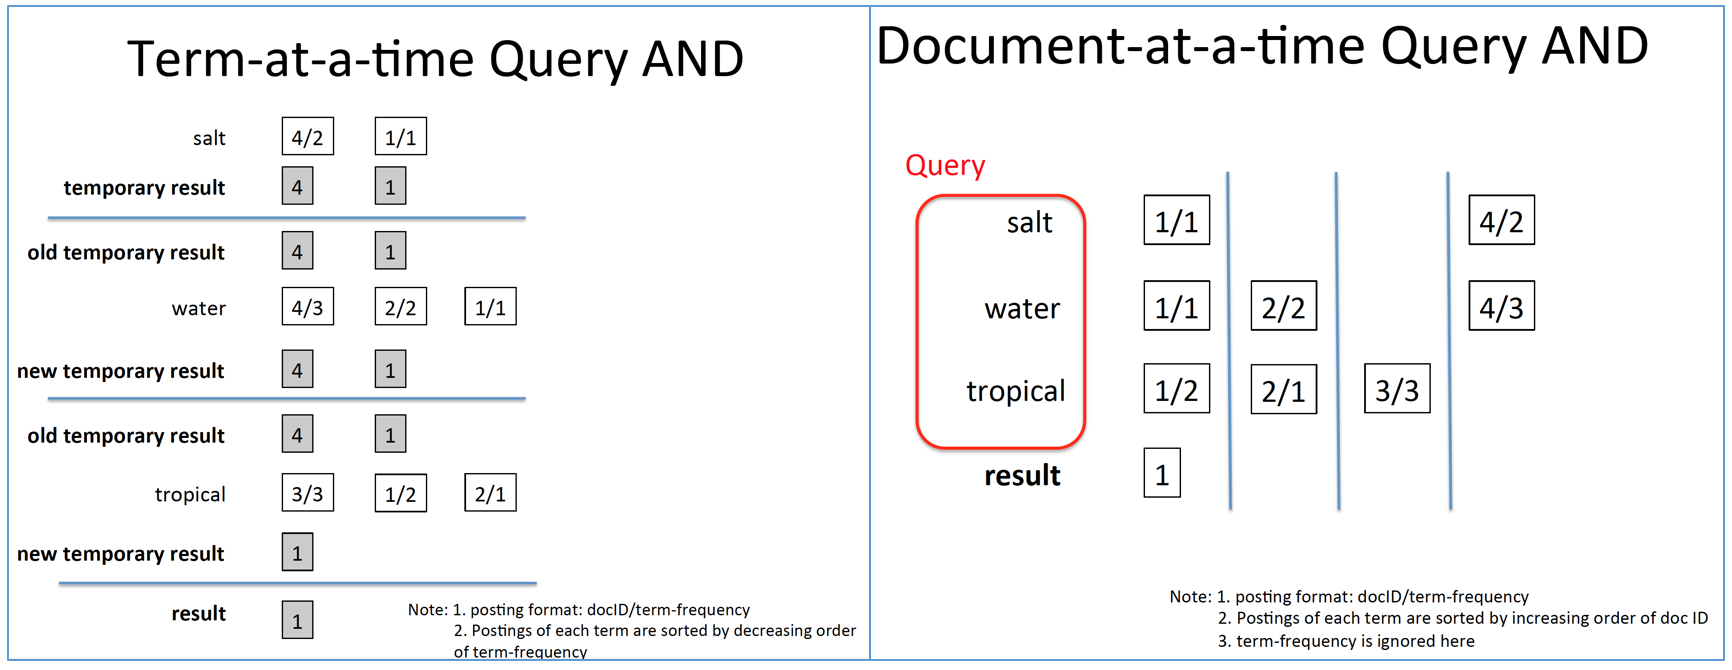 Term-at-a-time Query AND
salt 4/2 1/1
temporary result 4 1
old temporary result 4 1
water 4/3 2/2 1/1
new temporary result 4 1
old temporary result 4 1
tropical 3/3 1/2 2/1
new temporary result 1
result 1
Note: 1. posting format: docID/term-frequency
2. Postings of each term are sorted by decreasing order
of term-frequency
Document-at-a-time Query AND
Query
salt 1/1 4/2
water 1/1 2/2 4/3
tropical 1/2 2/1 3/3
result 1
Note: 1. posting format: docID/term-frequency
2. Postings of each term are sorted by increasing order of doc ID
3. term-frequency is ignored here